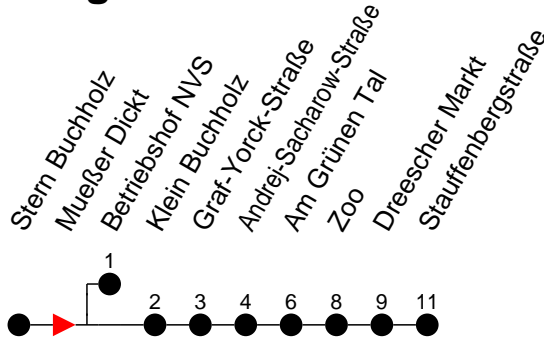 Stern Buchholz
Mueßer Dickt
Betriebshof NVS
Klein Buchholz
Graf-Yorck-Straße
Andrej-Sacharow-Straße
Am Grünen Tal
Zoo
Dreescher Markt
Stauffenbergstraße
1
2 3 4 6 8 9 11